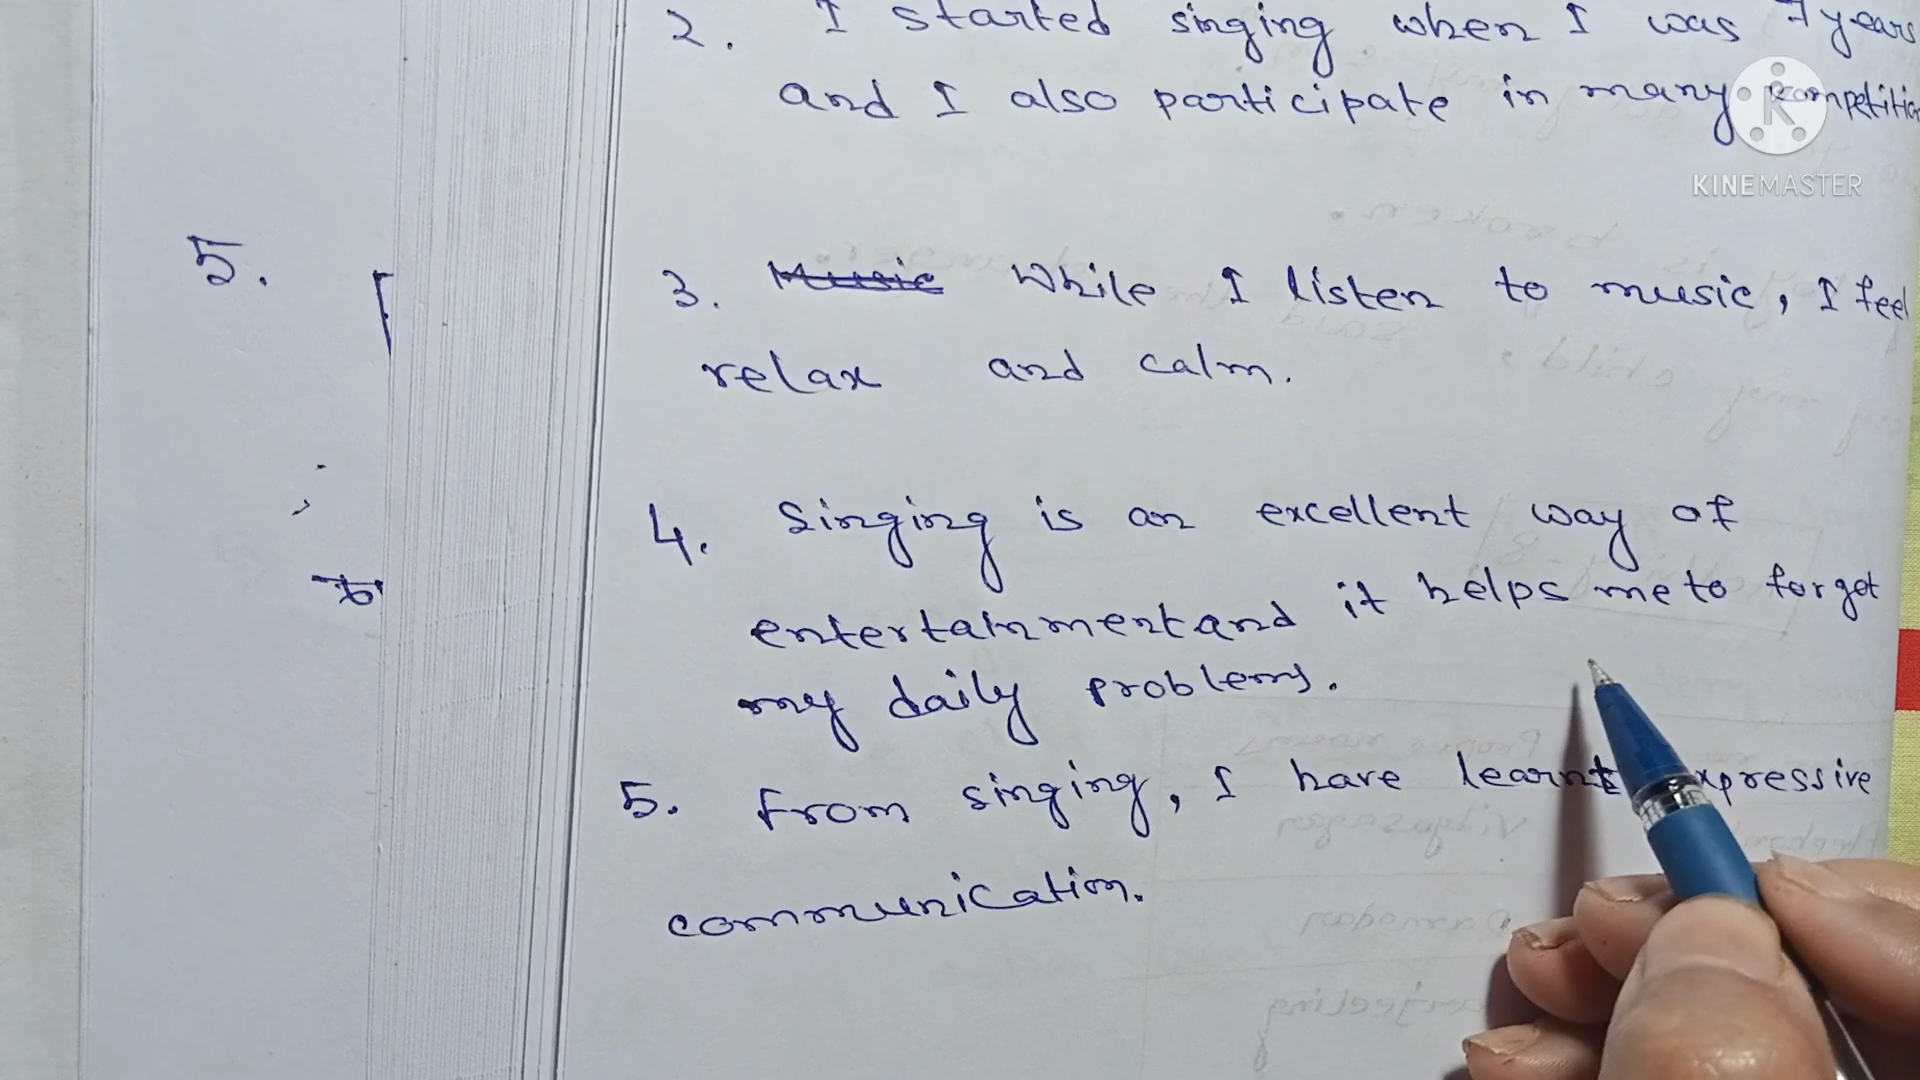 2. I started singing when I was 7 years
and I also participate in many
KINEMASTER
5.
3. Music While I listen to music, I feel
relax and calm.
4. Singing is an excellent way of
entertainment and it helps me to forget
my daily problems.
5. From singing, I have learnt
communication.